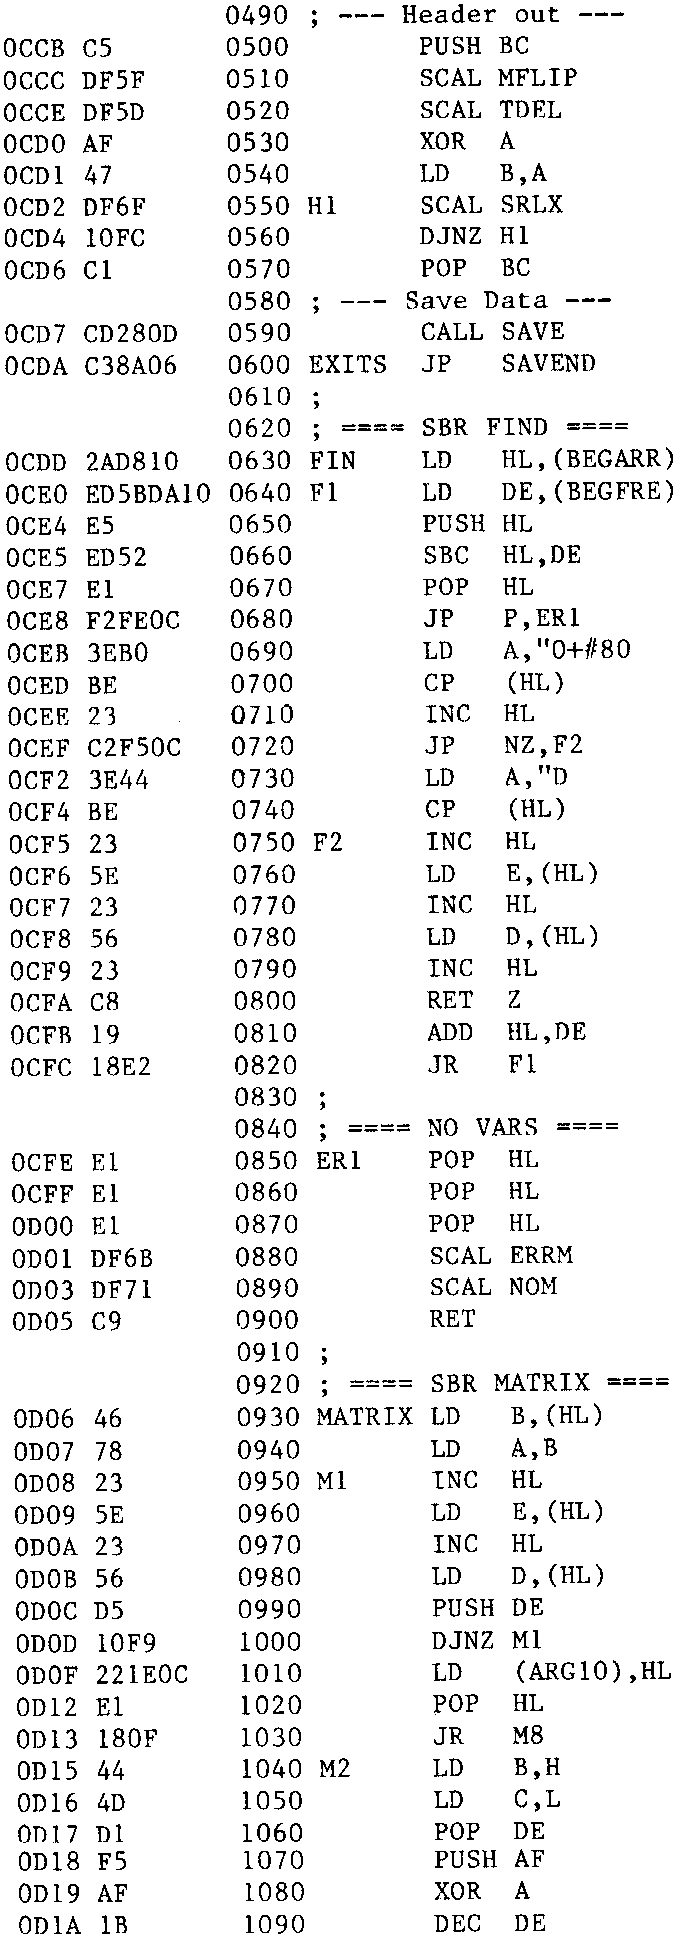 0490 ; --- Header out ---
0CCB C5 0500 PUSH BC
0CCC DF5F 0510 SCAL MFLIP
0CCE DF5D 0520 SCAL TDEL
0CD0 AF 0530 XOR A
0CD1 47 0540 LD B,A
0CD2 DF6F 0550 H1 SCAL SRLX
0CD4 10FC 0560 DJNZ H1
0CD6 C1 0570 POP BC
0580 ; --- Save Data ---
0CD7 CD280D 0590 CALL SAVE
0CDA C38A06 0600 EXITS JP SAVEND
0610 ;
0620 ; ==== SBR FIND ====
0CDD 2AD810 0630 FIN LD HL,(BEGARR)
0CE0 ED5BDA10 0640 F1 LD DE,(BEGFRE)
0CE4 E5 0650 PUSH HL
0CE5 ED52 0660 SBC HL,DE
0CE7 E1 0670 POP HL
0CE8 F2FE0C 0680 JP P,ER1
0CEB 3EB0 0690 LD A,"0+#80
0CED BE 0700 CP (HL)
0CEE 23 0710 INC HL
0CEF C2F50C 0720 JP NZ,F2
0CF2 3E44 0730 LD A,"D
0CF4 BE 0740 CP (HL)
0CF5 23 0750 F2 INC HL
0CF6 5E 0760 LD E,(HL)
0CF7 23 0770 INC HL
0CF8 56 0780 LD D,(HL)
0CF9 23 0790 INC HL
0CFA C8 0800 RET Z
0CFB 19 0810 ADD HL,DE
0CFC 18E2 0820 JR F1
0830 ;
0840 ; ==== NO VARS ====
0CFE E1 0850 ER1 POP HL
0CFF E1 0860 POP HL
0D00 E1 0870 POP HL
0D01 DF6B 0880 SCAL ERRM
0D03 DF71 0890 SCAL NOM
0D05 C9 0900 RET
0910 ;
0920 ; ==== SBR MATRIX ====
0D06 46 0930 MATRIX LD B,(HL)
0D07 78 0940 LD A,B
0D08 23 0950 M1 INC HL
0D09 5E 0960 LD E,(HL)
0D0A 23 0970 INC HL
0D0B 56 0980 LD D,(HL)
0D0C D5 0990 PUSH DE
0D0D 10F9 1000 DJNZ M1
0D0F 221E0C 1010 LD (ARG10),HL
0D12 E1 1020 POP HL
0D13 180F 1030 JR M8
0D15 44 1040 M2 LD B,H
0D16 4D 1050 LD C,L
0D17 D1 1060 POP DE
0D18 F5 1070 PUSH AF
0D19 AF 1080 XOR A
0D1A 1B 1090 DEC DE